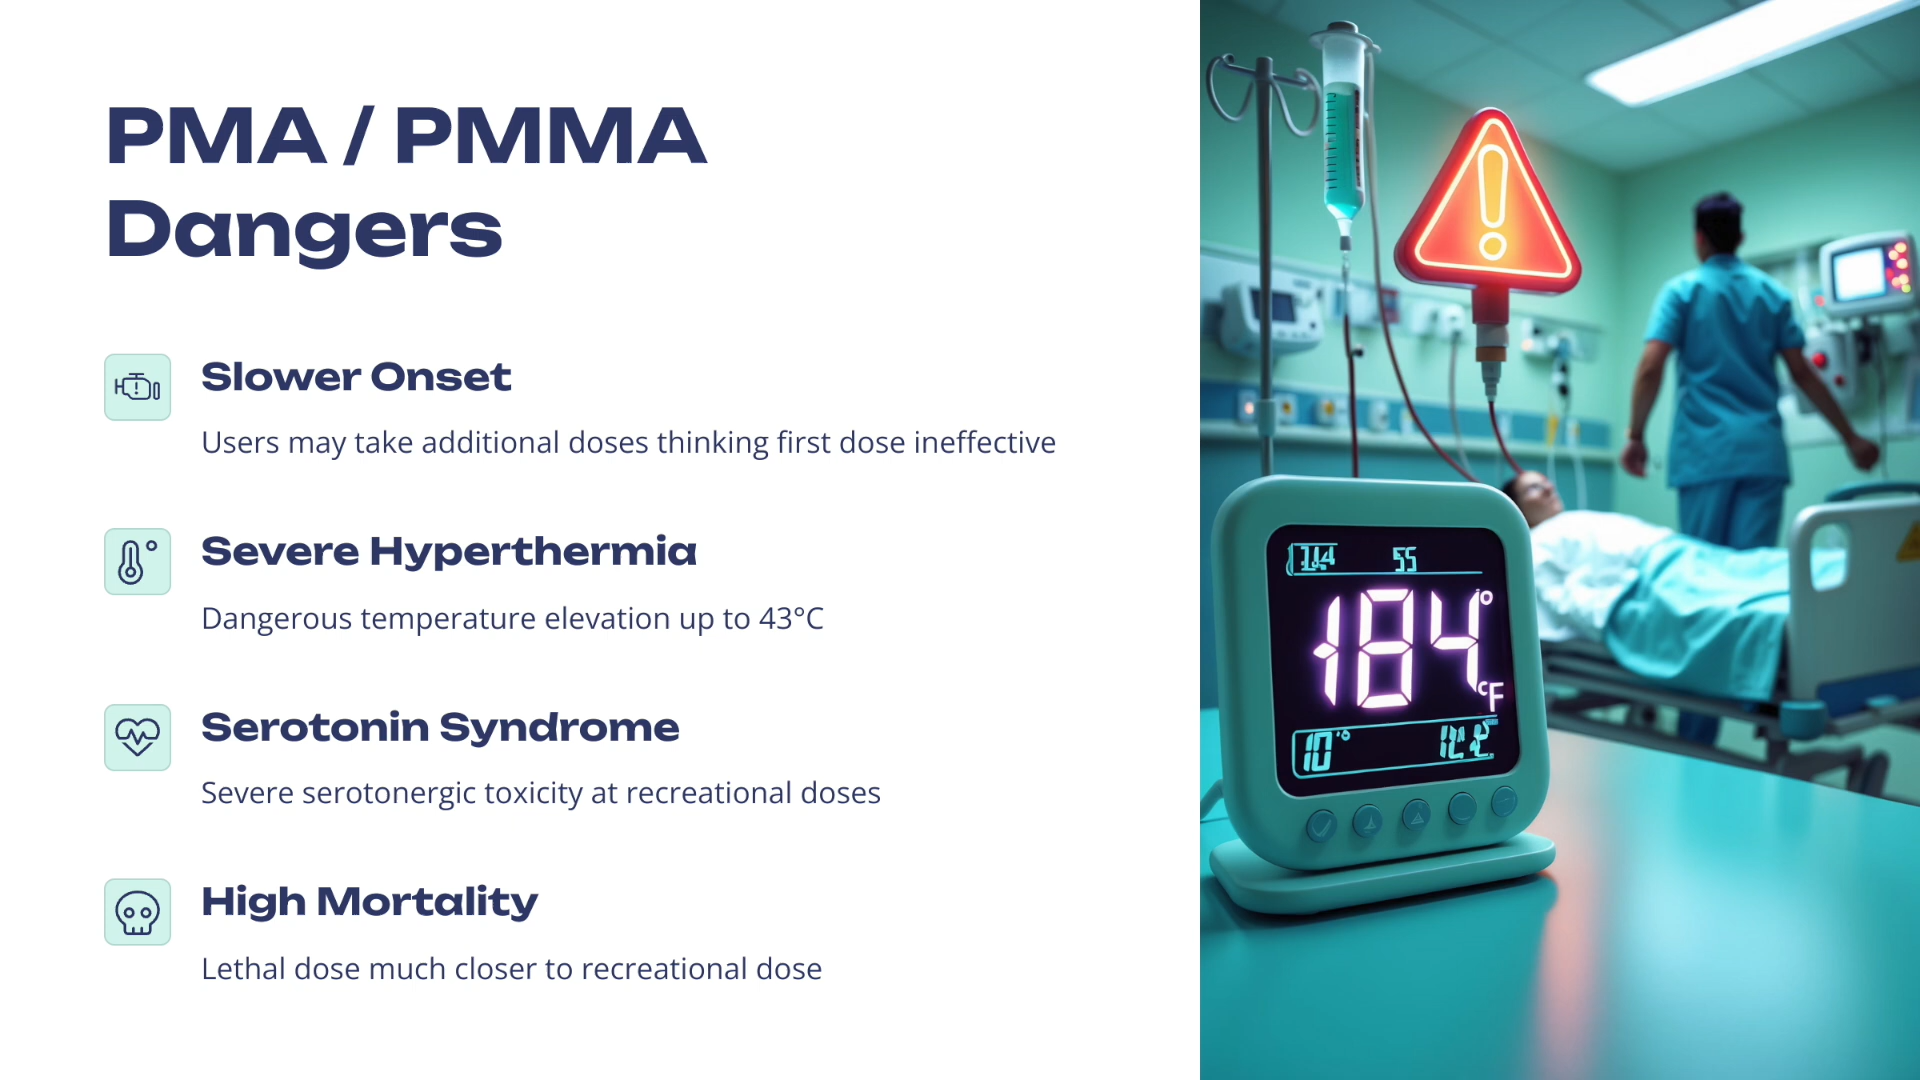 PMA / PMMA
Dangers
Slower Onset
Users may take additional doses thinking first dose ineffective
Severe Hyperthermia
Dangerous temperature elevation up to 43°C
Serotonin Syndrome
Severe serotonergic toxicity at recreational doses
High Mortality
Lethal dose much closer to recreational dose
55
184°
°F
10°